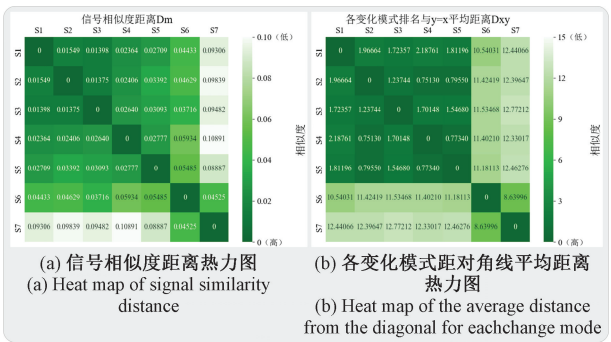 信号相似度距离Dm
S1 S2 S3 S4 S5 S6 S7
S1 0 0.01549 0.01398 0.02364 0.02709 0.04433 0.09306
S2 0.01549 0 0.01375 0.02406 0.03392 0.04629 0.09839
S3 0.01398 0.01375 0 0.02640 0.03093 0.03716 0.09482
S4 0.02364 0.02406 0.02640 0 0.02777 0.05934 0.10891
S5 0.02709 0.03392 0.03093 0.02777 0 0.05485 0.08887
S6 0.04433 0.04629 0.03716 0.05934 0.05485 0 0.04525
S7 0.09306 0.09839 0.09482 0.10891 0.08887 0.04525 0
0.10（低）
0.08
0.06
0.04
0.02
0（高）
相似度
(a) 信号相似度距离热力图
(a) Heat map of signal similarity
distance
各变化模式排名与y=x平均距离Dxy
S1 S2 S3 S4 S5 S6 S7
S1 0 1.96664 1.72357 2.18761 1.81196 10.54031 12.44066
S2 1.96664 0 1.23744 0.75130 0.79550 11.42419 12.39647
S3 1.72357 1.23744 0 1.70148 1.54680 11.53468 12.77212
S4 2.18761 0.75130 1.70148 0 0.77340 11.40210 12.33017
S5 1.81196 0.79550 1.54680 0.77340 0 11.18113 12.46276
S6 10.54031 11.42419 11.53468 11.40210 11.18113 0 8.63996
S7 12.44066 12.39647 12.77212 12.33017 12.46276 8.63996 0
15（低）
12
9
6
3
0（高）
相似度
(b) 各变化模式距对角线平均距离
热力图
(b) Heat map of the average distance
from the diagonal for eachchange mode